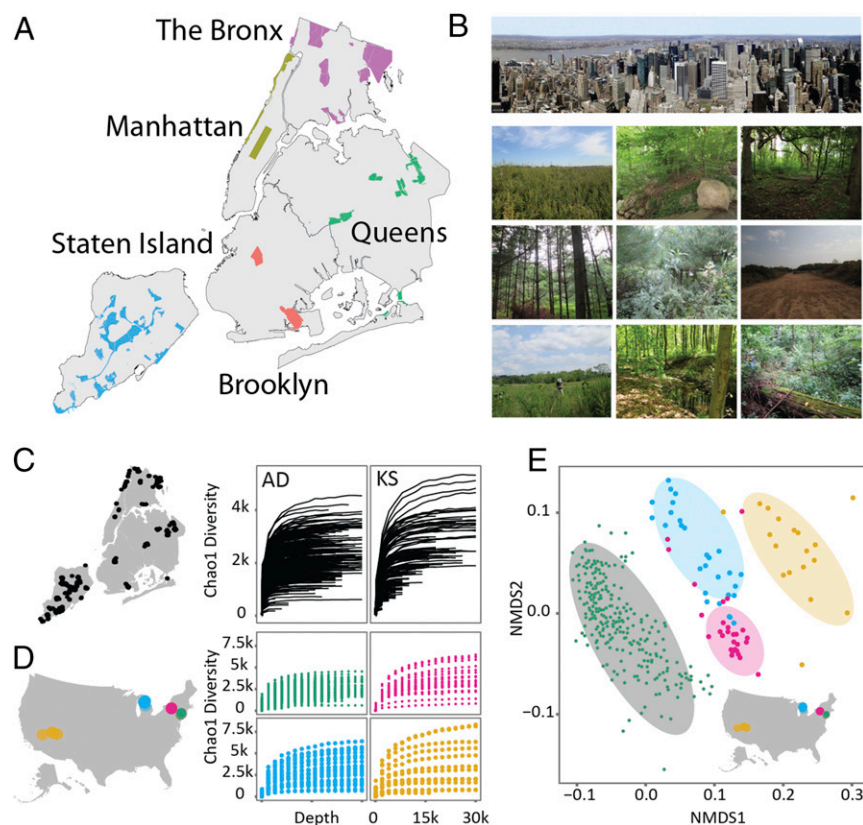 A
The Bronx
Manhattan
Staten Island
Queens
Brooklyn
B
C
AD
KS
Chao1 Diversity
4k
2k
0
D
Chao1 Diversity
7.5k
5k
2.5k
0
7.5k
5k
2.5k
0
Depth
0
15k
30k
E
NMDS2
0.1
0.0
−0.1
−0.1
0.0
0.1
0.2
0.3
NMDS1